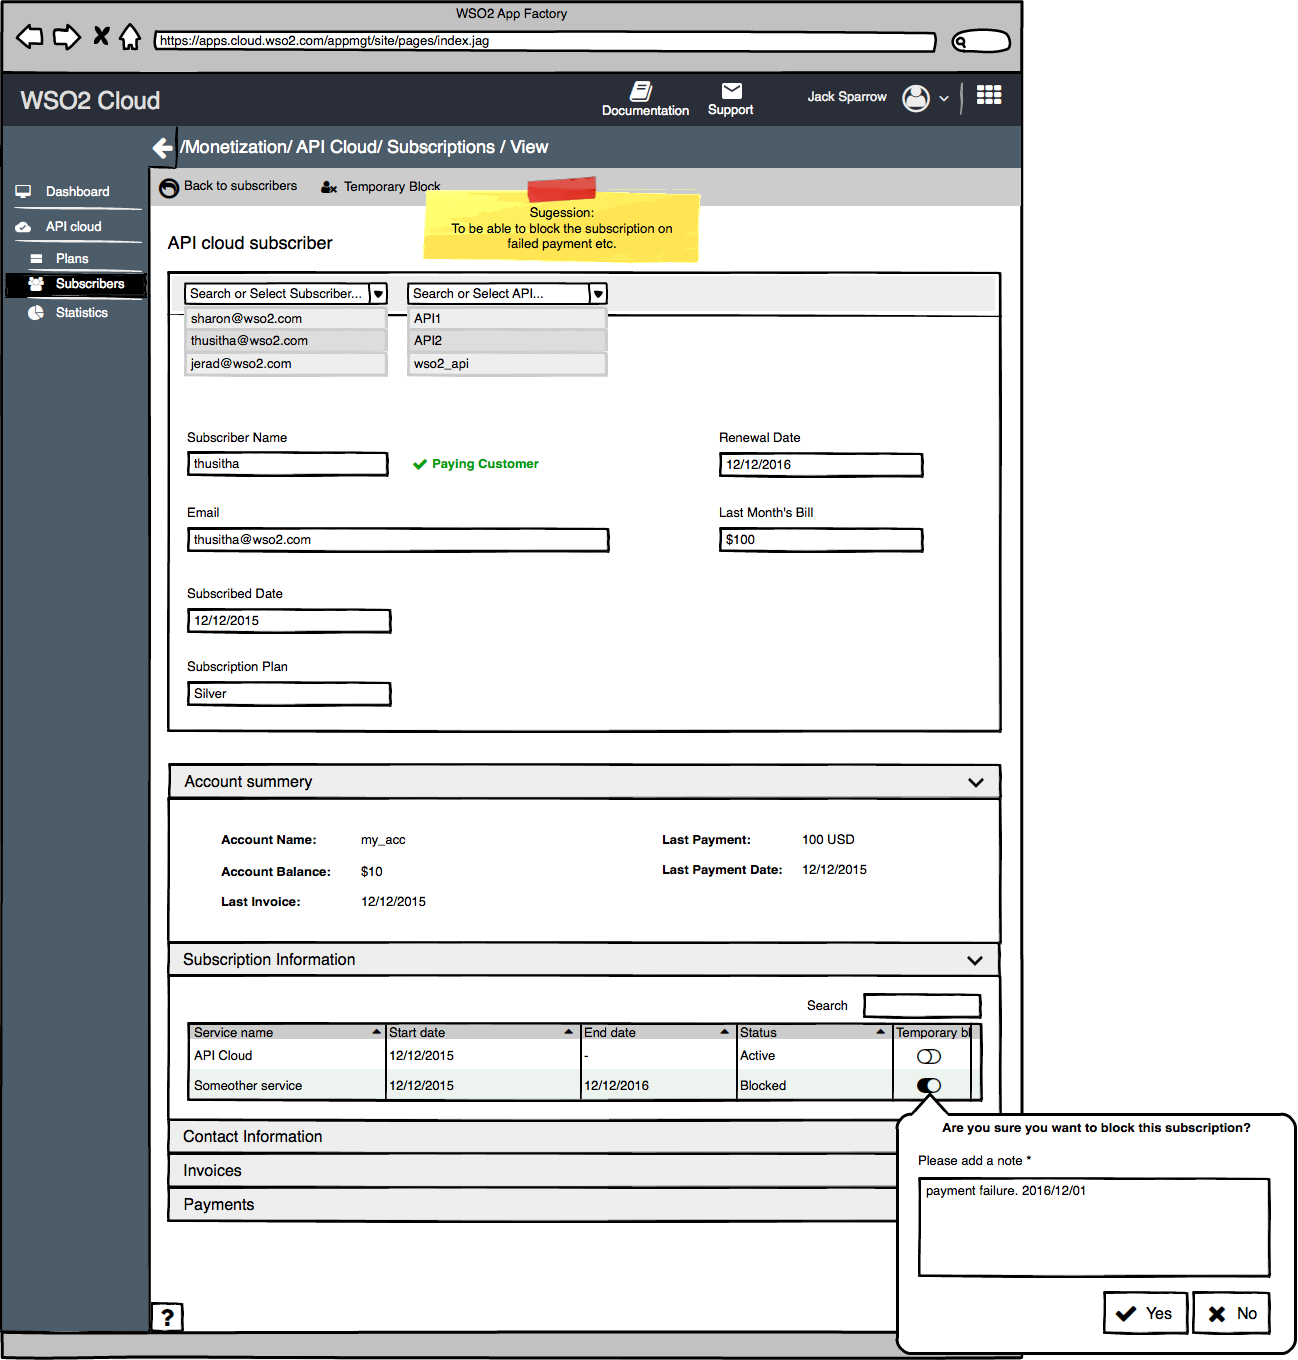 WSO2 App Factory
https://apps.cloud.wso2.com/appmgt/site/pages/index.jag
WSO2 Cloud
Documentation
Support
Jack Sparrow
/Monetization/ API Cloud/ Subscriptions / View
Dashboard
API cloud
Plans
Subscribers
Statistics
Back to subscribers
Temporary Block
Sugession:
To be able to block the subscription on
failed payment etc.
API cloud subscriber
Search or Select Subscriber...
Search or Select API...
sharon@wso2.com
API1
thusitha@wso2.com
API2
jerad@wso2.com
wso2_api
Subscriber Name
Renewal Date
thusitha
Paying Customer
12/12/2016
Email
Last Month's Bill
thusitha@wso2.com
$100
Subscribed Date
12/12/2015
Subscription Plan
Silver
Account summery
Account Name: my_acc
Last Payment: 100 USD
Account Balance: $10
Last Payment Date: 12/12/2015
Last Invoice: 12/12/2015
Subscription Information
Search
Service name Start date End date Status Temporary bl
API Cloud 12/12/2015 - Active
Someother service 12/12/2015 12/12/2016 Blocked
Contact Information
Invoices
Payments
Are you sure you want to block this subscription?
Please add a note *
payment failure. 2016/12/01
Yes
No
?